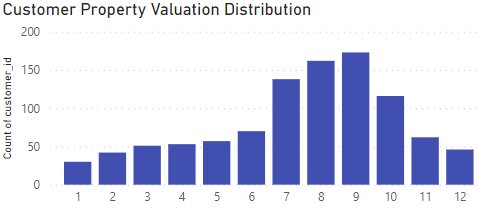 Customer Property Valuation Distribution
200
150
100
50
0
Count of customer_id
1 2 3 4 5 6 7 8 9 10 11 12